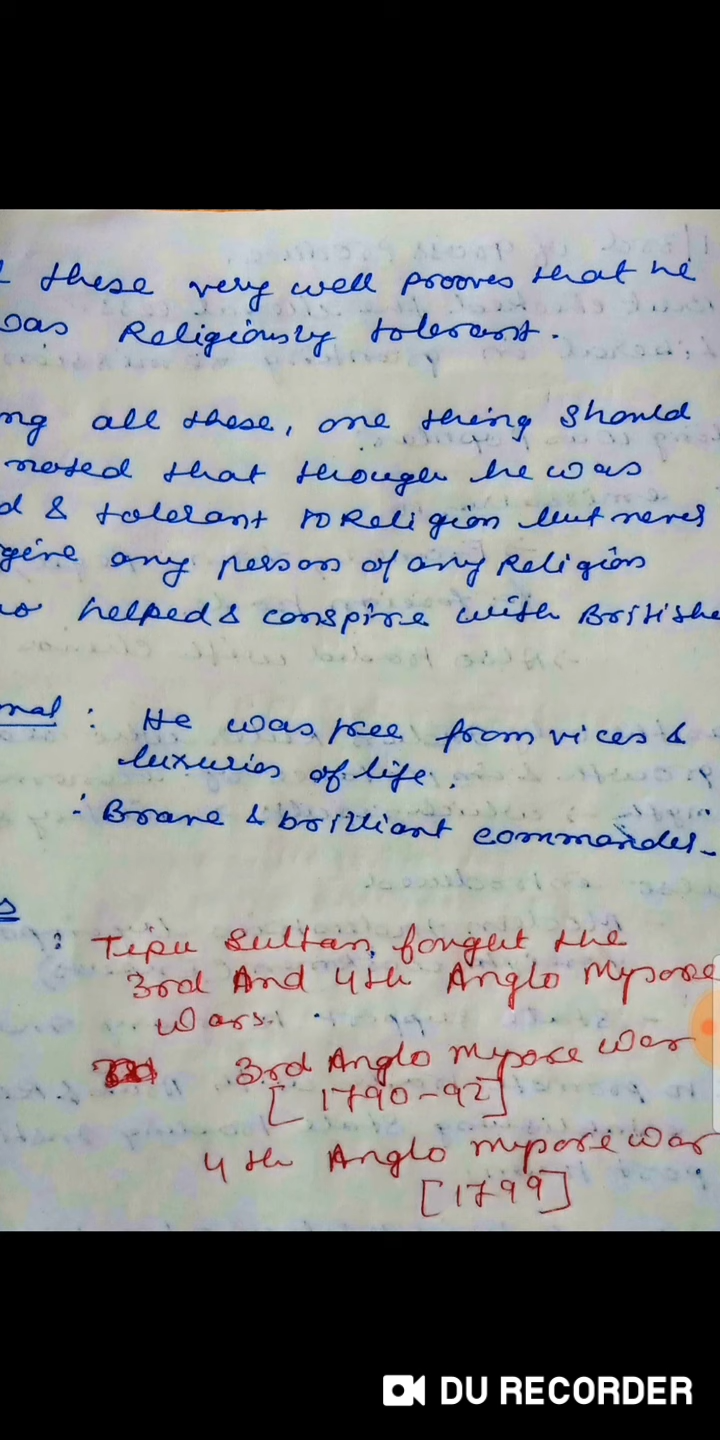 these very well prooves that he
was Religiously tolerant.
ng all these, one thing should
noted that though he was
d & tolerant to Religion but never
give any person of any Religion
o helped & conspire with Britishe
nal : He was free from vices &
luxuries of life.
: Brave & brilliant commander.
s
: Tipu Sultan, fought the
3rd And 4th Anglo Mysore
wars.
3rd Anglo Mysore war
[1790-92]
4th Anglo Mysore war
[1799]
DU RECORDER